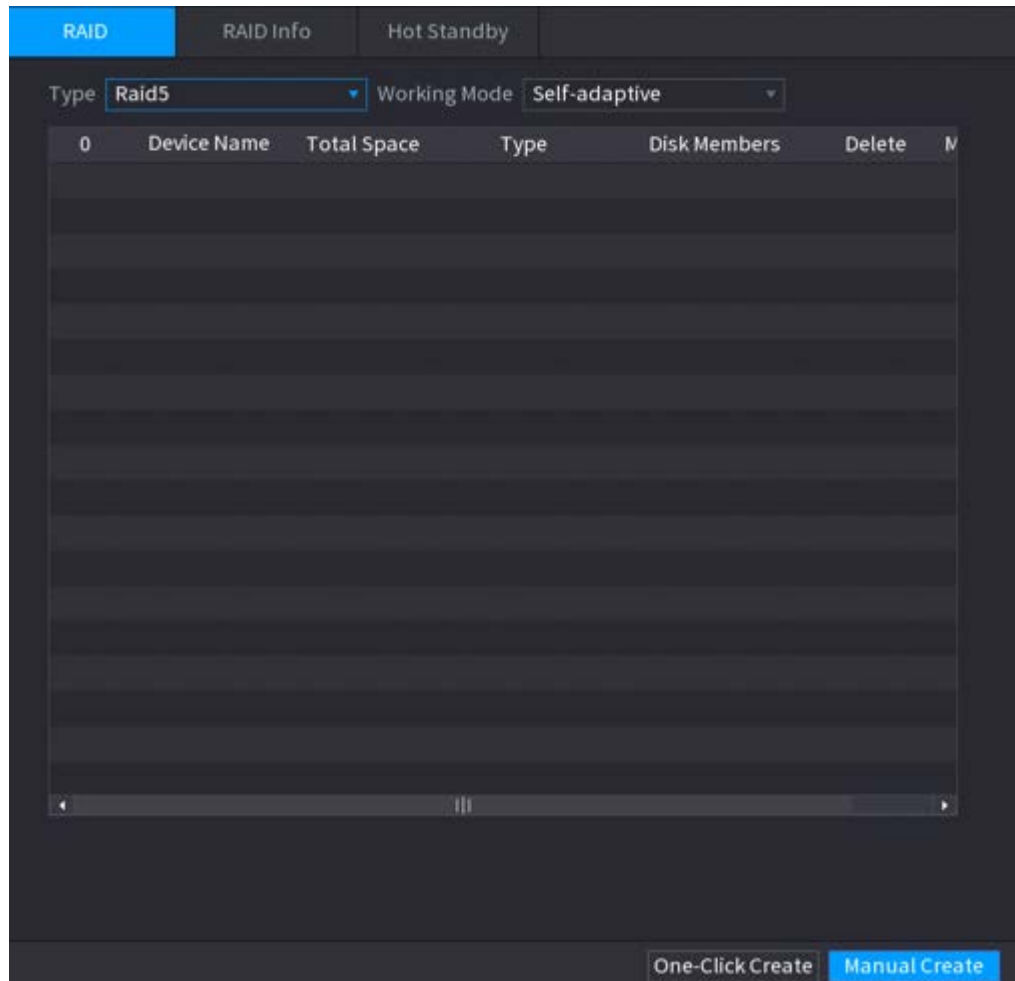 RAID RAID Info Hot Standby
Type Raid5 Working Mode Self-adaptive
0 Device Name Total Space Type Disk Members Delete
One-Click Create Manual Create